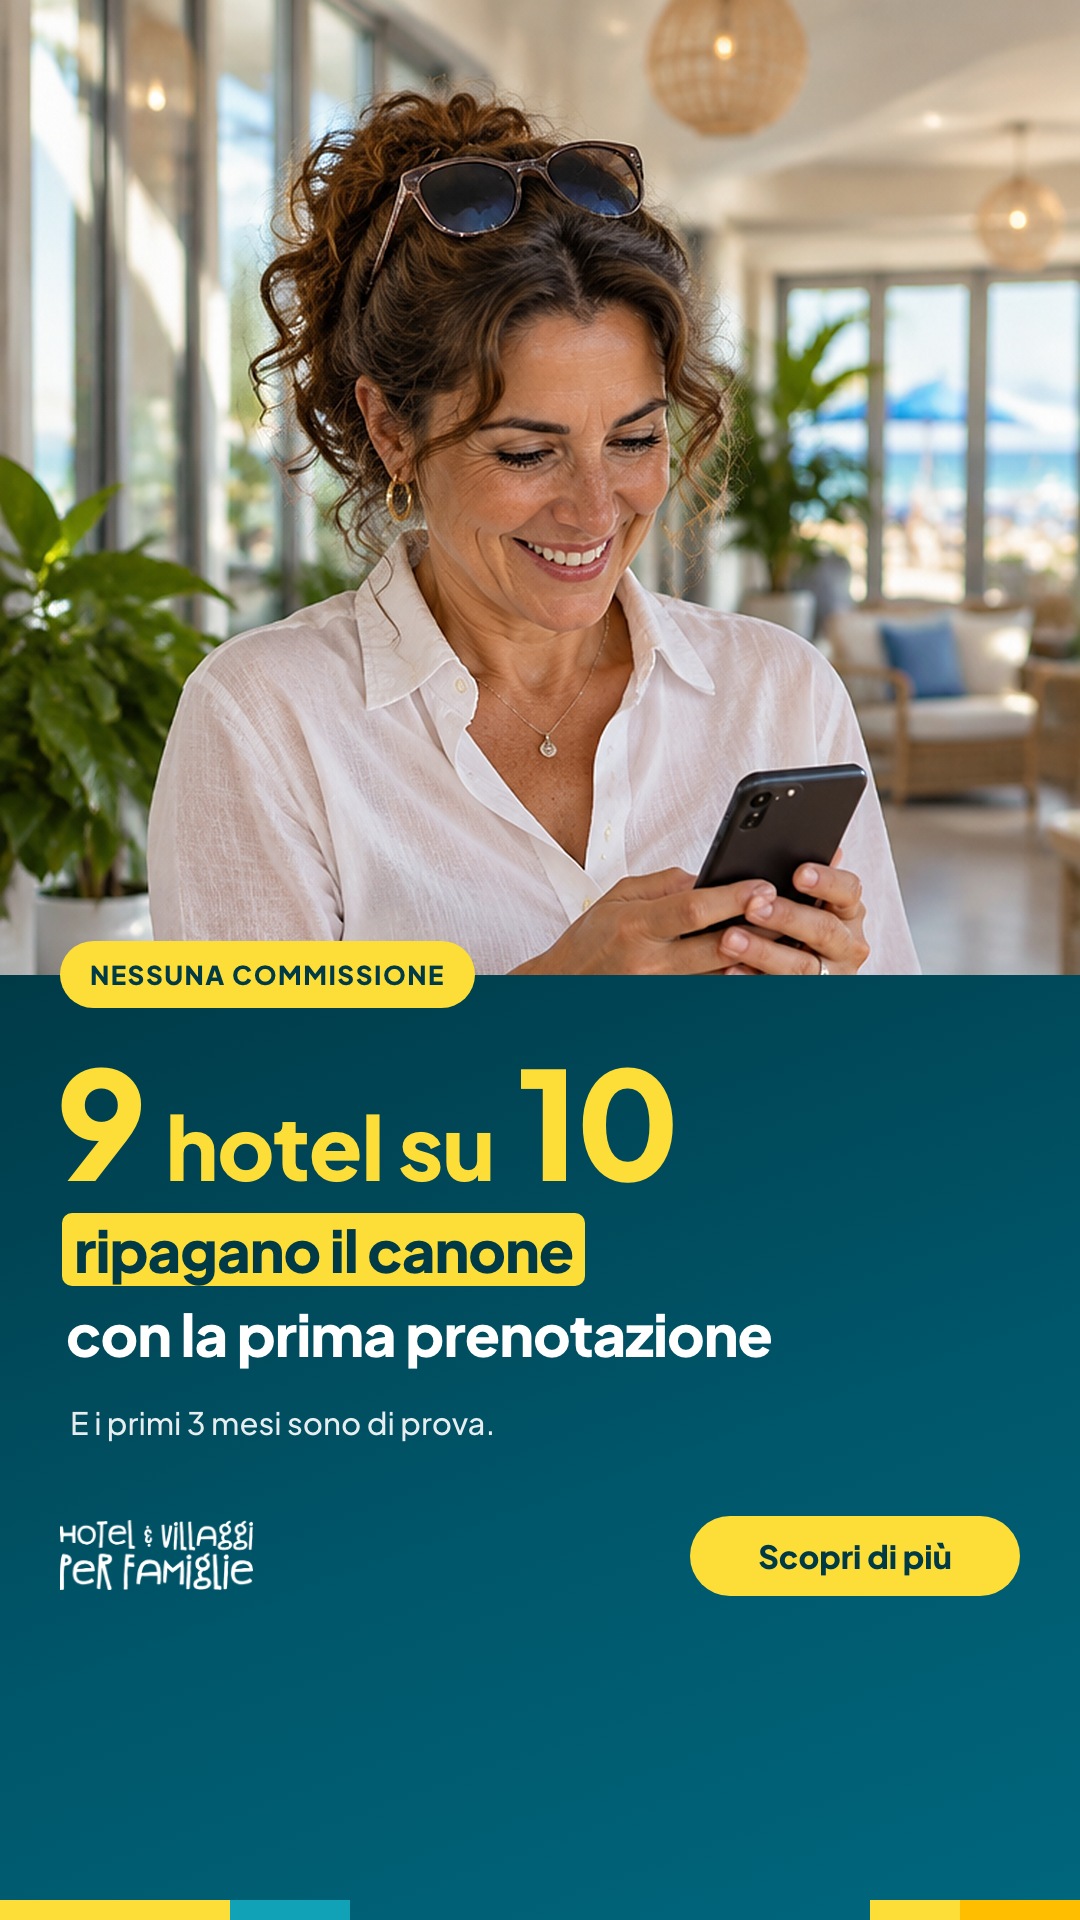 NESSUNA COMMISSIONE
9 hotel su 10
ripagano il canone
con la prima prenotazione
E i primi 3 mesi sono di prova.
HOTEL & VILLAGGI
PER FAMIGLIE
Scopri di più